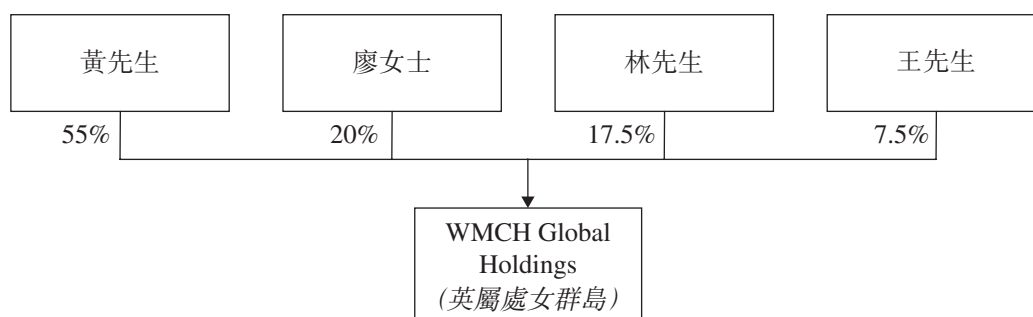 黃先生
廖女士
林先生
王先生
55%
20%
17.5%
7.5%
WMCH Global
Holdings
(英屬處女群島)